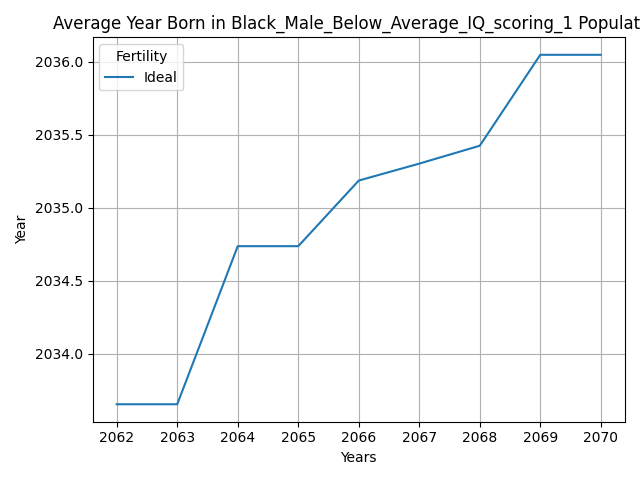 Average Year Born in Black_Male_Below_Average_IQ_scoring_1 Populat
Fertility
Ideal
2036.0
2035.5
2035.0
2034.5
2034.0
Year
2062 2063 2064 2065 2066 2067 2068 2069 2070
Years